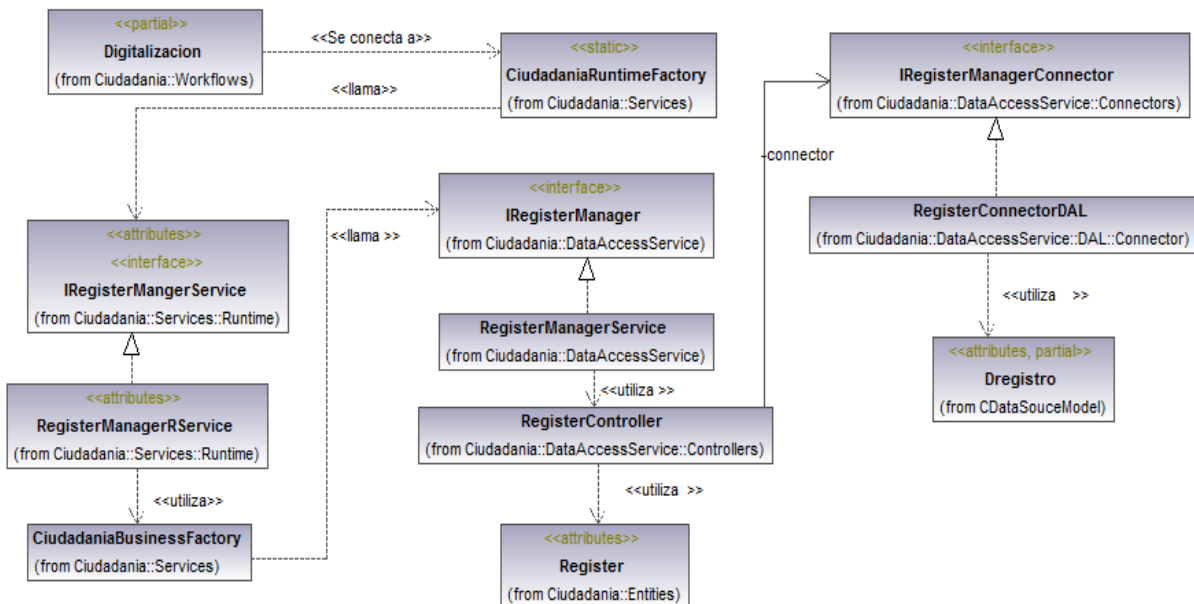 <<partial>>
Digitalizacion
(from Ciudadania::Workflows)
<<Se conecta a>>
<<static>>
CiudadaniaRuntimeFactory
(from Ciudadania::Services)
<<interface>>
IRegisterManagerConnector
(from Ciudadania::DataAccessService::Connectors)
<<llama>>
-connector
<<interface>>
IRegisterManager
(from Ciudadania::DataAccessService)
<<llama >>
RegisterConnectorDAL
(from Ciudadania::DataAccessService::DAL::Connector)
<<attributes>>
<<interface>>
IRegisterMangerService
(from Ciudadania::Services::Runtime)
<<utiliza >>
RegisterManagerService
(from Ciudadania::DataAccessService)
<<attributes, partial>>
Dregistro
(from CDataSouceModel)
<<utiliza >>
<<attributes>>
RegisterManagerRService
(from Ciudadania::Services::Runtime)
RegisterController
(from Ciudadania::DataAccessService::Controllers)
<<utiliza>>
<<utiliza >>
CiudadaniaBusinessFactory
(from Ciudadania::Services)
<<attributes>>
Register
(from Ciudadania::Entities)